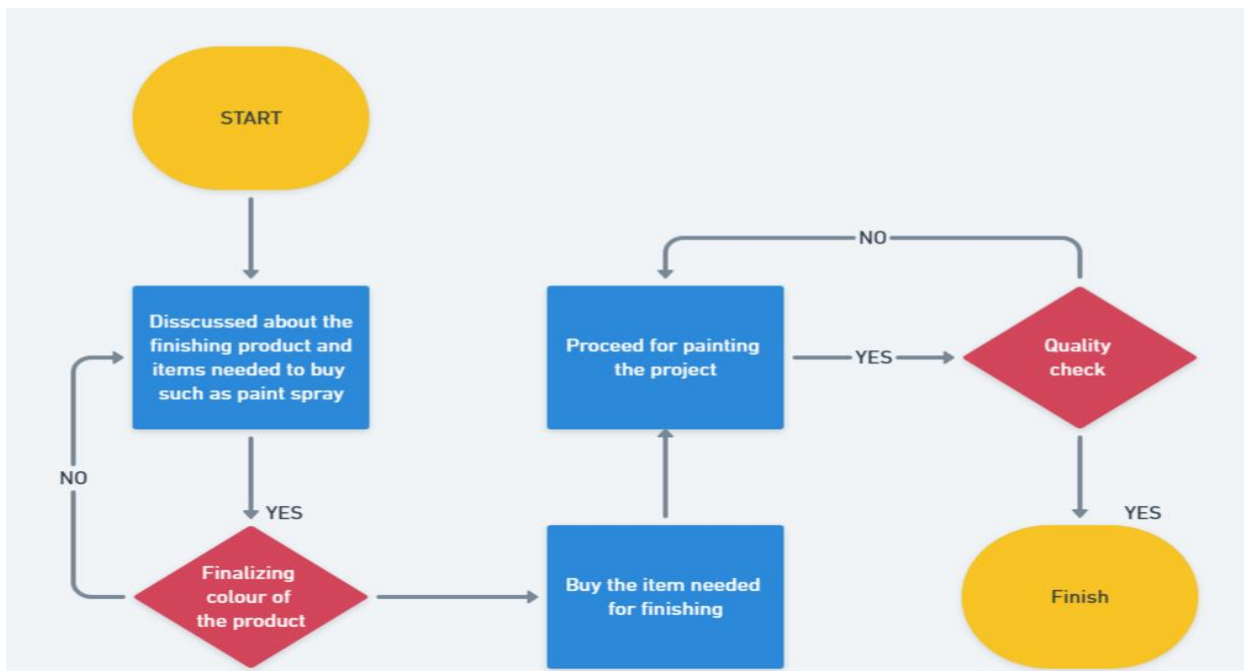 START
Disscussed about the
finishing product and
items needed to buy
such as paint spray
NO
YES
Finalizing
colour of
the product
Buy the item needed
for finishing
Proceed for painting
the project
YES
NO
Quality
check
YES
Finish